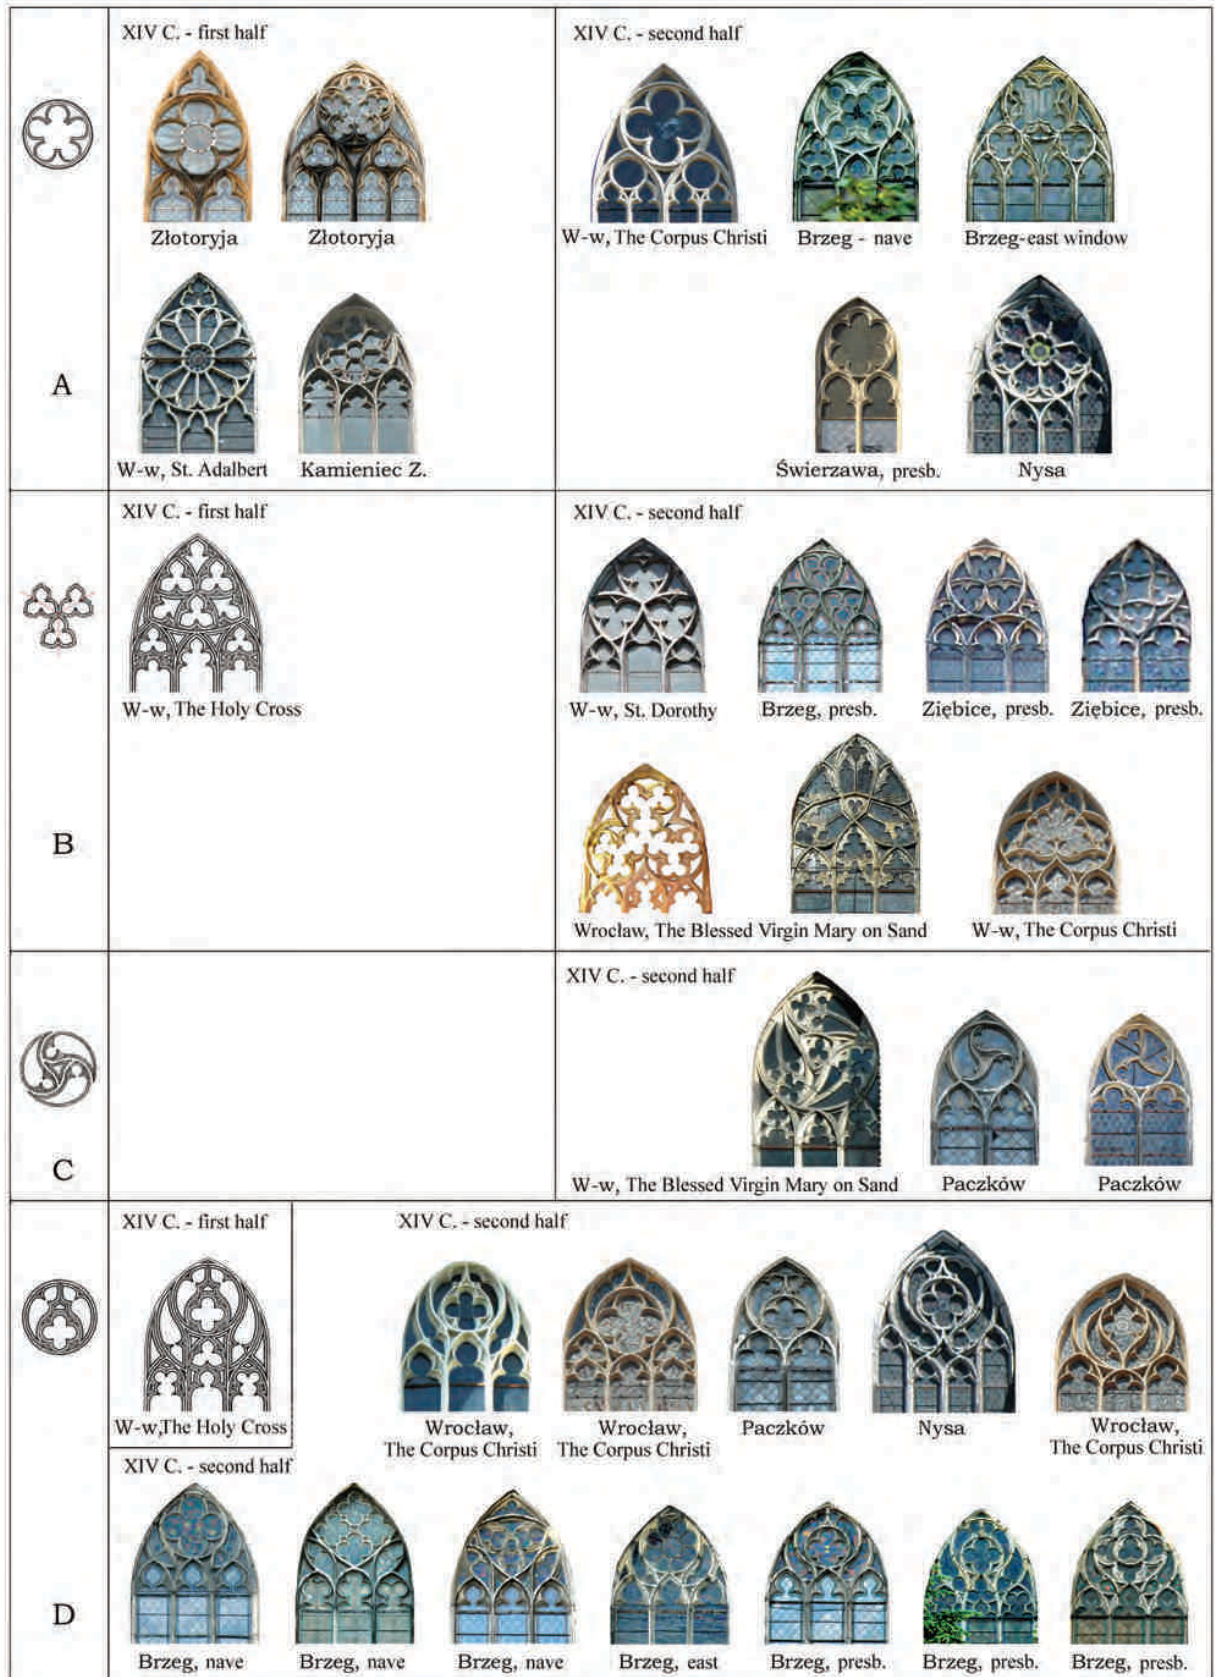 XIV C. - first half
XIV C. - second half
Złotoryja
Złotoryja
W-w, The Corpus Christi
Brzeg - nave
Brzeg-east window
A
W-w, St. Adalbert
Kamieniec Z.
Świerzawa, presb.
Nysa
XIV C. - first half
XIV C. - second half
W-w, The Holy Cross
W-w, St. Dorothy
Brzeg, presb.
Ziębice, presb.
Ziębice, presb.
B
Wrocław, The Blessed Virgin Mary on Sand
W-w, The Corpus Christi
XIV C. - second half
C
W-w, The Blessed Virgin Mary on Sand
Paczków
Paczków
XIV C. - first half
XIV C. - second half
W-w,The Holy Cross
Wrocław,
The Corpus Christi
Wrocław,
The Corpus Christi
Paczków
Nysa
Wrocław,
The Corpus Christi
XIV C. - second half
D
Brzeg, nave
Brzeg, nave
Brzeg, nave
Brzeg, east
Brzeg, presb.
Brzeg, presb.
Brzeg, presb.